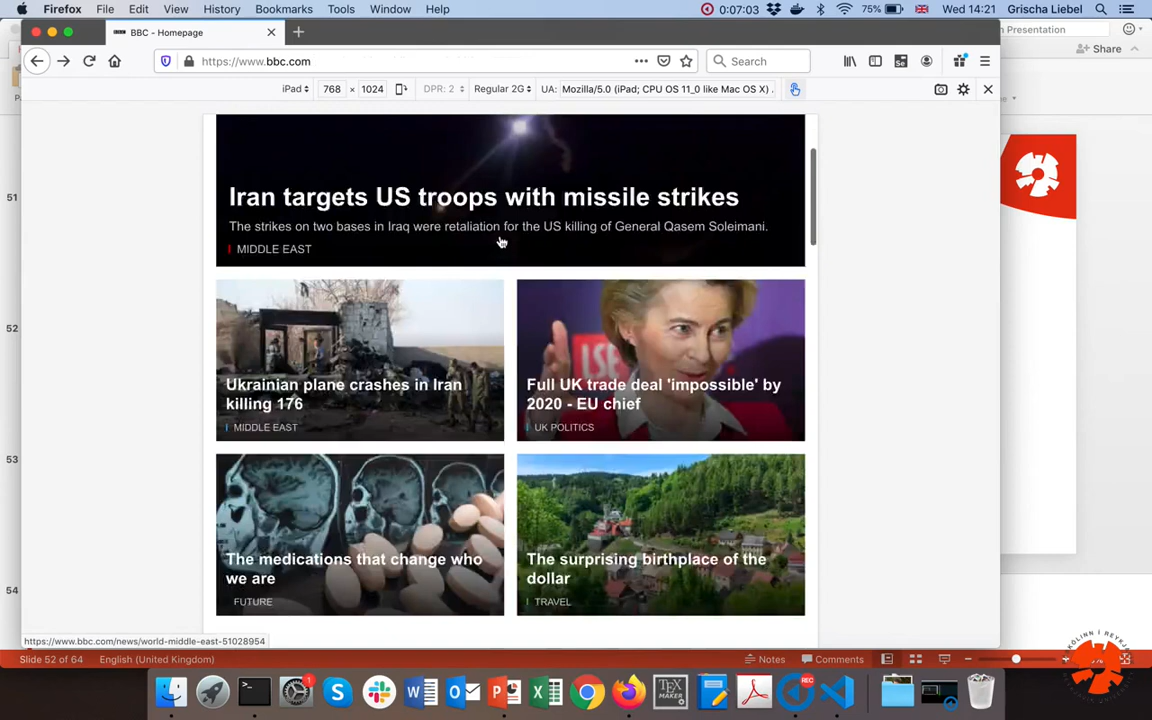 Firefox File Edit View History Bookmarks Tools Window Help 0:07:03 75% Wed 14:21 Grischa Liebel
BBC - Homepage
n Presentation
Share
https://www.bbc.com
Search
iPad 768 × 1024 DPR: 2 Regular 2G UA: Mozilla/5.0 (iPad; CPU OS 11_0 like Mac OS X) .
Iran targets US troops with missile strikes
The strikes on two bases in Iraq were retaliation for the US killing of General Qasem Soleimani.
MIDDLE EAST
Ukrainian plane crashes in Iran
killing 176
MIDDLE EAST
Full UK trade deal 'impossible' by
2020 - EU chief
UK POLITICS
The medications that change who
we are
FUTURE
The surprising birthplace of the
dollar
TRAVEL
51
52
53
54
https://www.bbc.com/news/world-middle-east-51028954
Slide 52 of 64 English (United Kingdom) Notes Comments
REC
TEX
MAKER